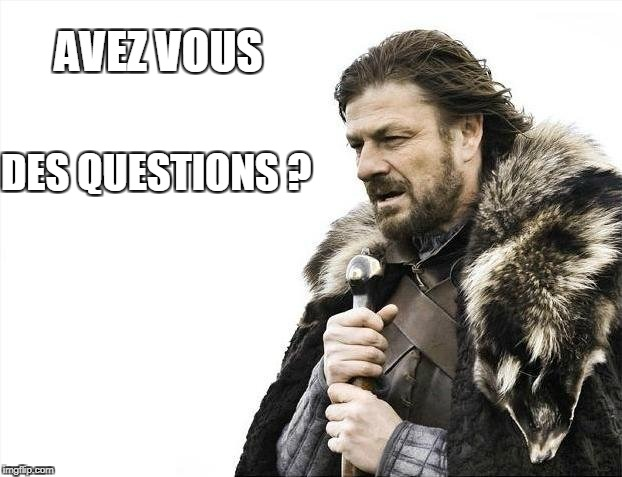 AVEZ VOUS
DES QUESTIONS ?
imgflip.com